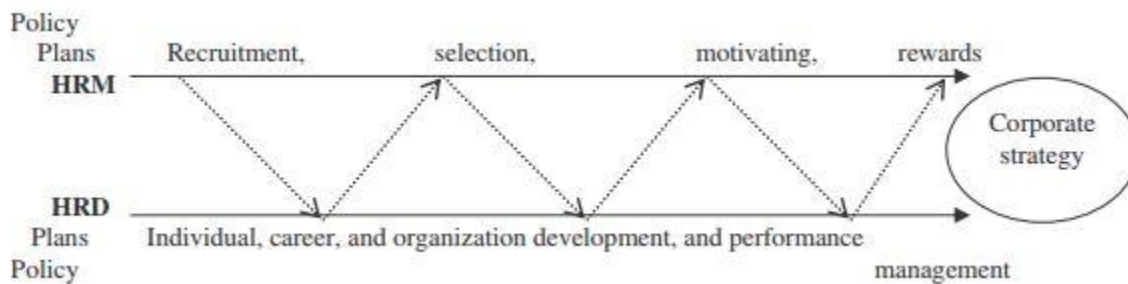 Policy
Plans Recruitment, selection, motivating, rewards
HRM
Corporate
strategy
HRD
Plans Individual, career, and organization development, and performance
Policy management